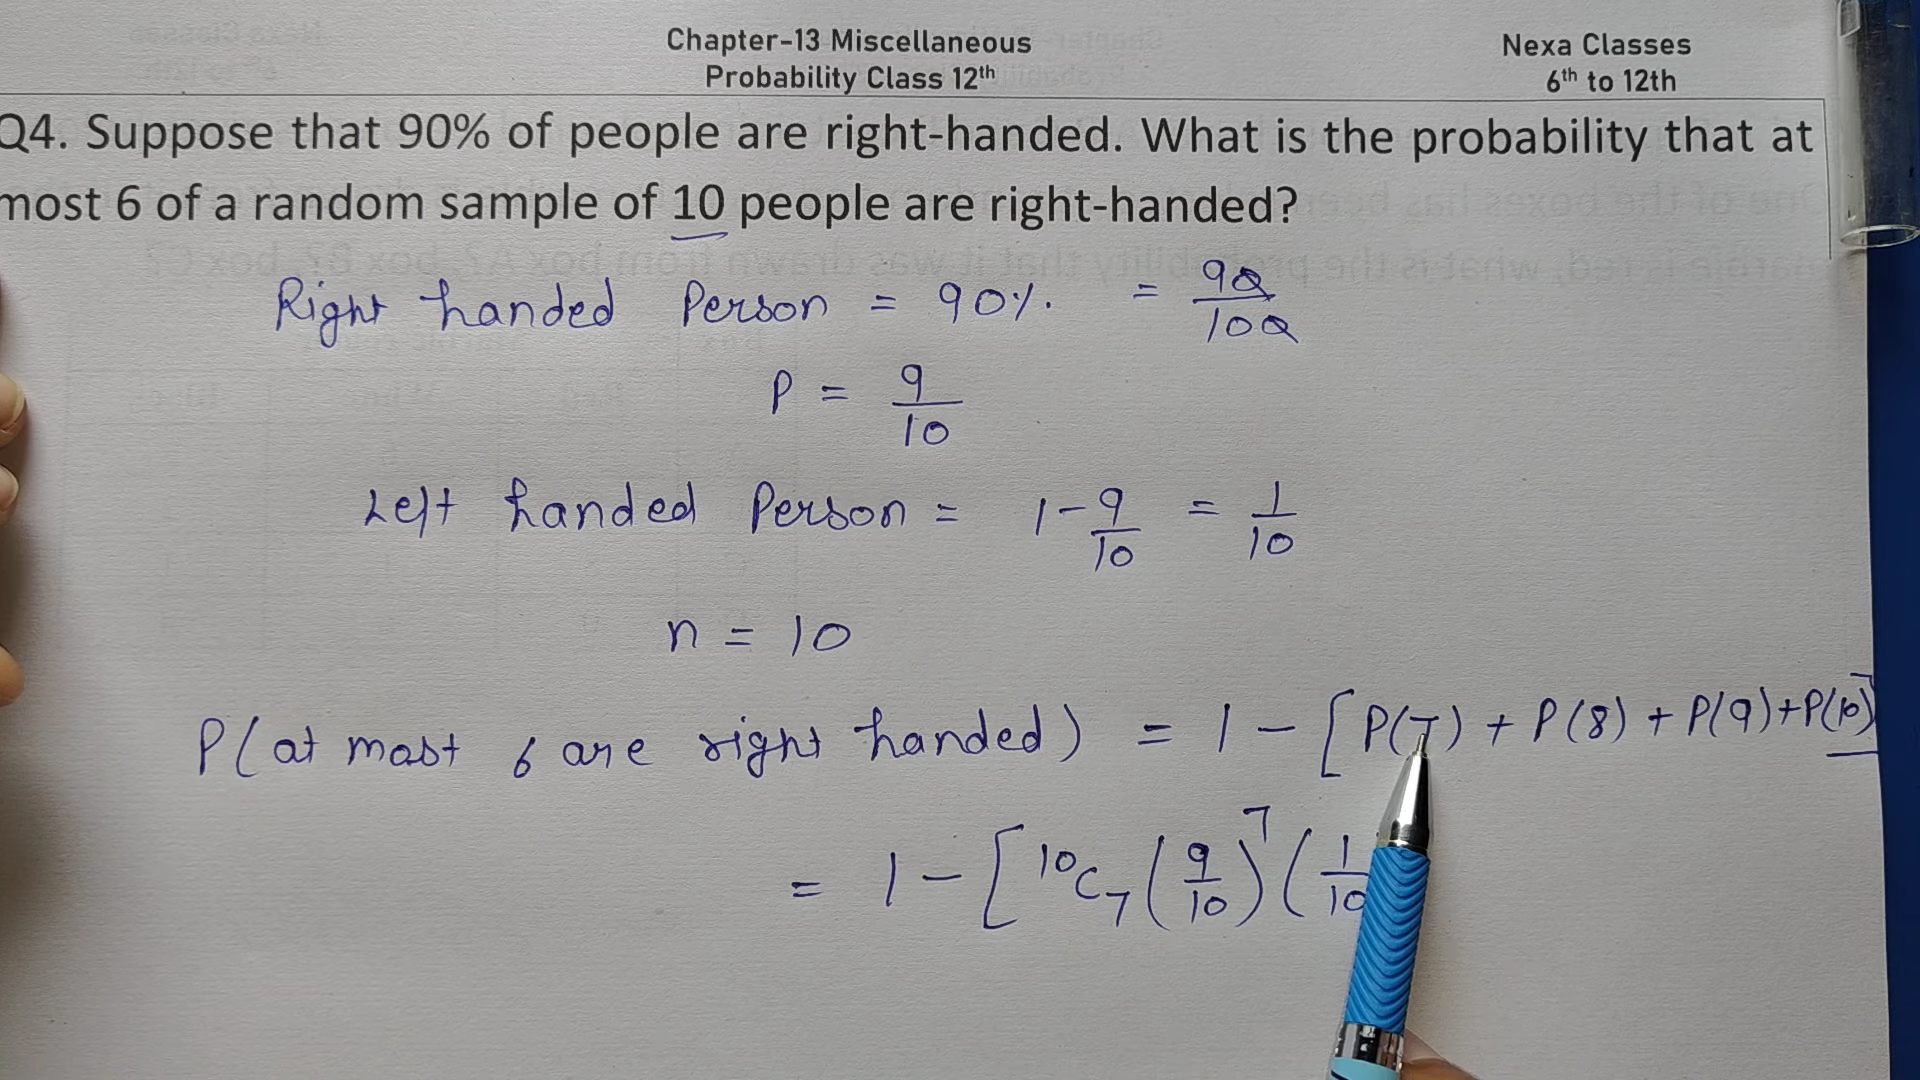 Chapter-13 Miscellaneous
Probability Class 12th
Nexa Classes
6th to 12th
Q4. Suppose that 90% of people are right-handed. What is the probability that at
most 6 of a random sample of 10 people are right-handed?
Right handed Person = 90%. = 90/100
P = 9/10
Left handed Person = 1-9/10 = 1/10
n = 10
P(at most 6 are right handed) = 1 - [P(7) + P(8) + P(9)+P(10)]
= 1 - [¹⁰C₇ (9/10)⁷ (1/10